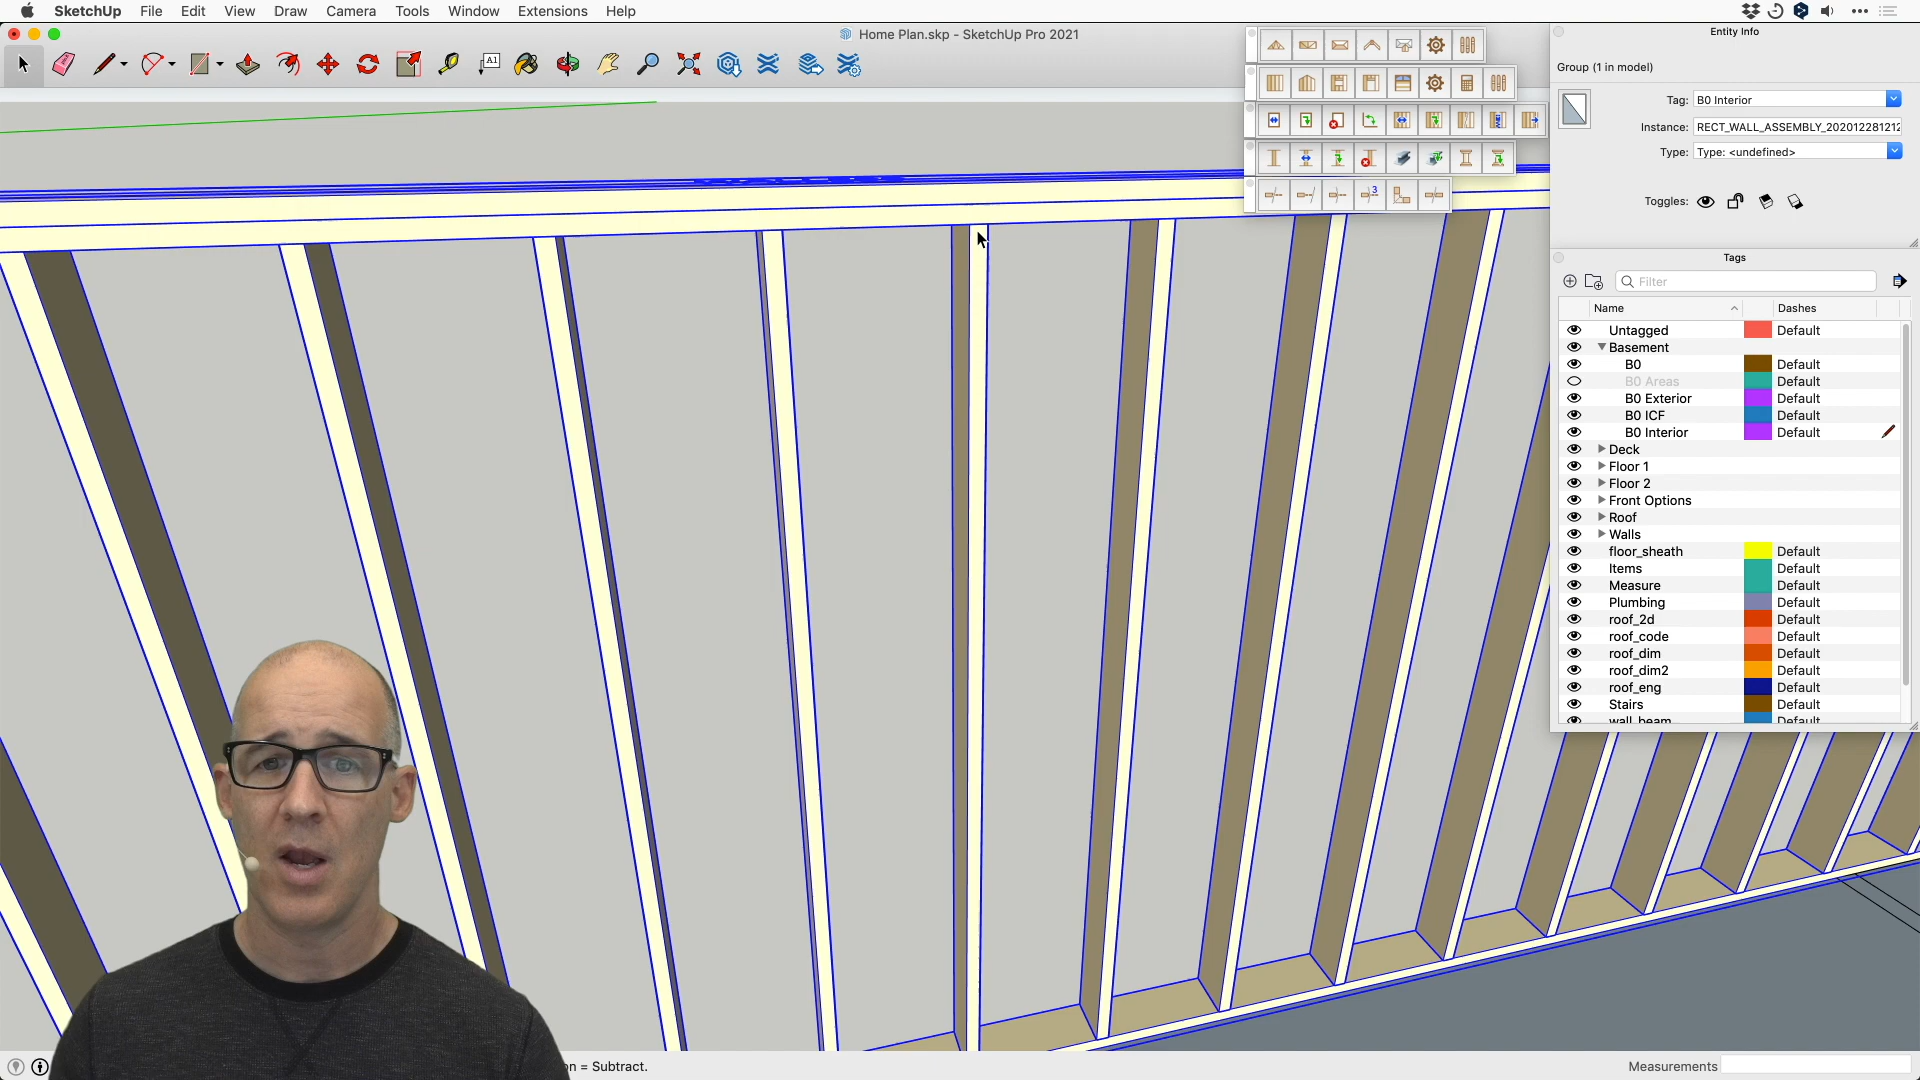 SketchUp File Edit View Draw Camera Tools Window Extensions Help
Home Plan.skp - SketchUp Pro 2021
A1
3
Entity Info
Group (1 in model)
Tag: B0 Interior
Instance: RECT_WALL_ASSEMBLY_202012281212
Type: Type: <undefined>
Toggles:
Tags
Filter
Name Dashes
Untagged Default
Basement
B0 Default
B0 Areas Default
B0 Exterior Default
B0 ICF Default
B0 Interior Default
Deck
Floor 1
Floor 2
Front Options
Roof
Walls
floor_sheath Default
Items Default
Measure Default
Plumbing Default
roof_2d Default
roof_code Default
roof_dim Default
roof_dim2 Default
roof_eng Default
Stairs Default
wall_beam Default
= Subtract.
Measurements